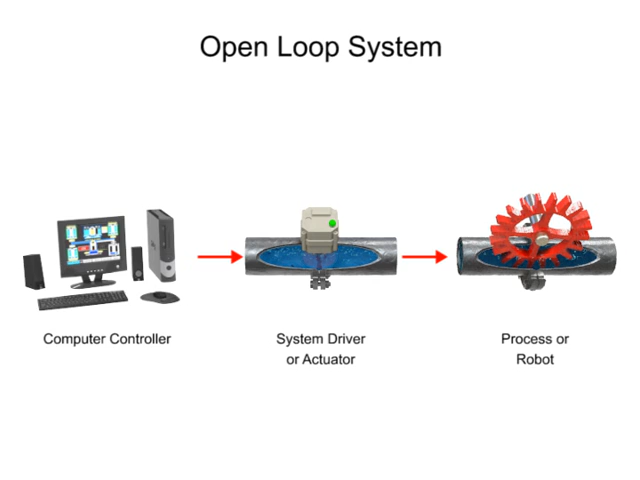 Open Loop System
Computer Controller
System Driver
or Actuator
Process or
Robot